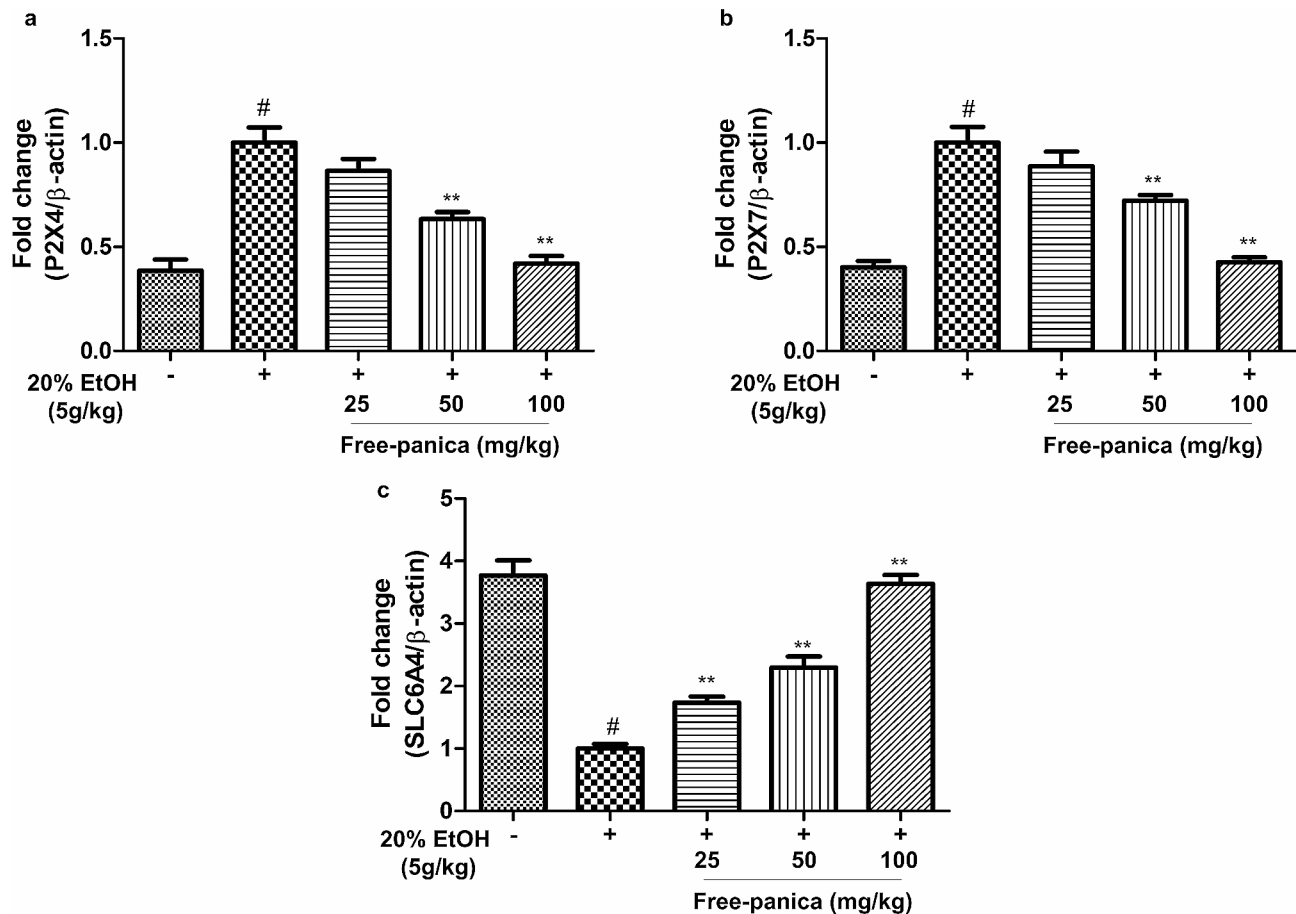 a
Fold change
(P2X4/β-actin)
1.5
1.0
0.5
0.0
#
**
**
20% EtOH - + + + +
(5g/kg) 25 50 100
Free-panica (mg/kg)
b
Fold change
(P2X7/β-actin)
1.5
1.0
0.5
0.0
#
**
**
20% EtOH - + + + +
(5g/kg) 25 50 100
Free-panica (mg/kg)
c
Fold change
(SLC6A4/β-actin)
5
4
3
2
1
0
#
**
**
**
20% EtOH - + + + +
(5g/kg) 25 50 100
Free-panica (mg/kg)